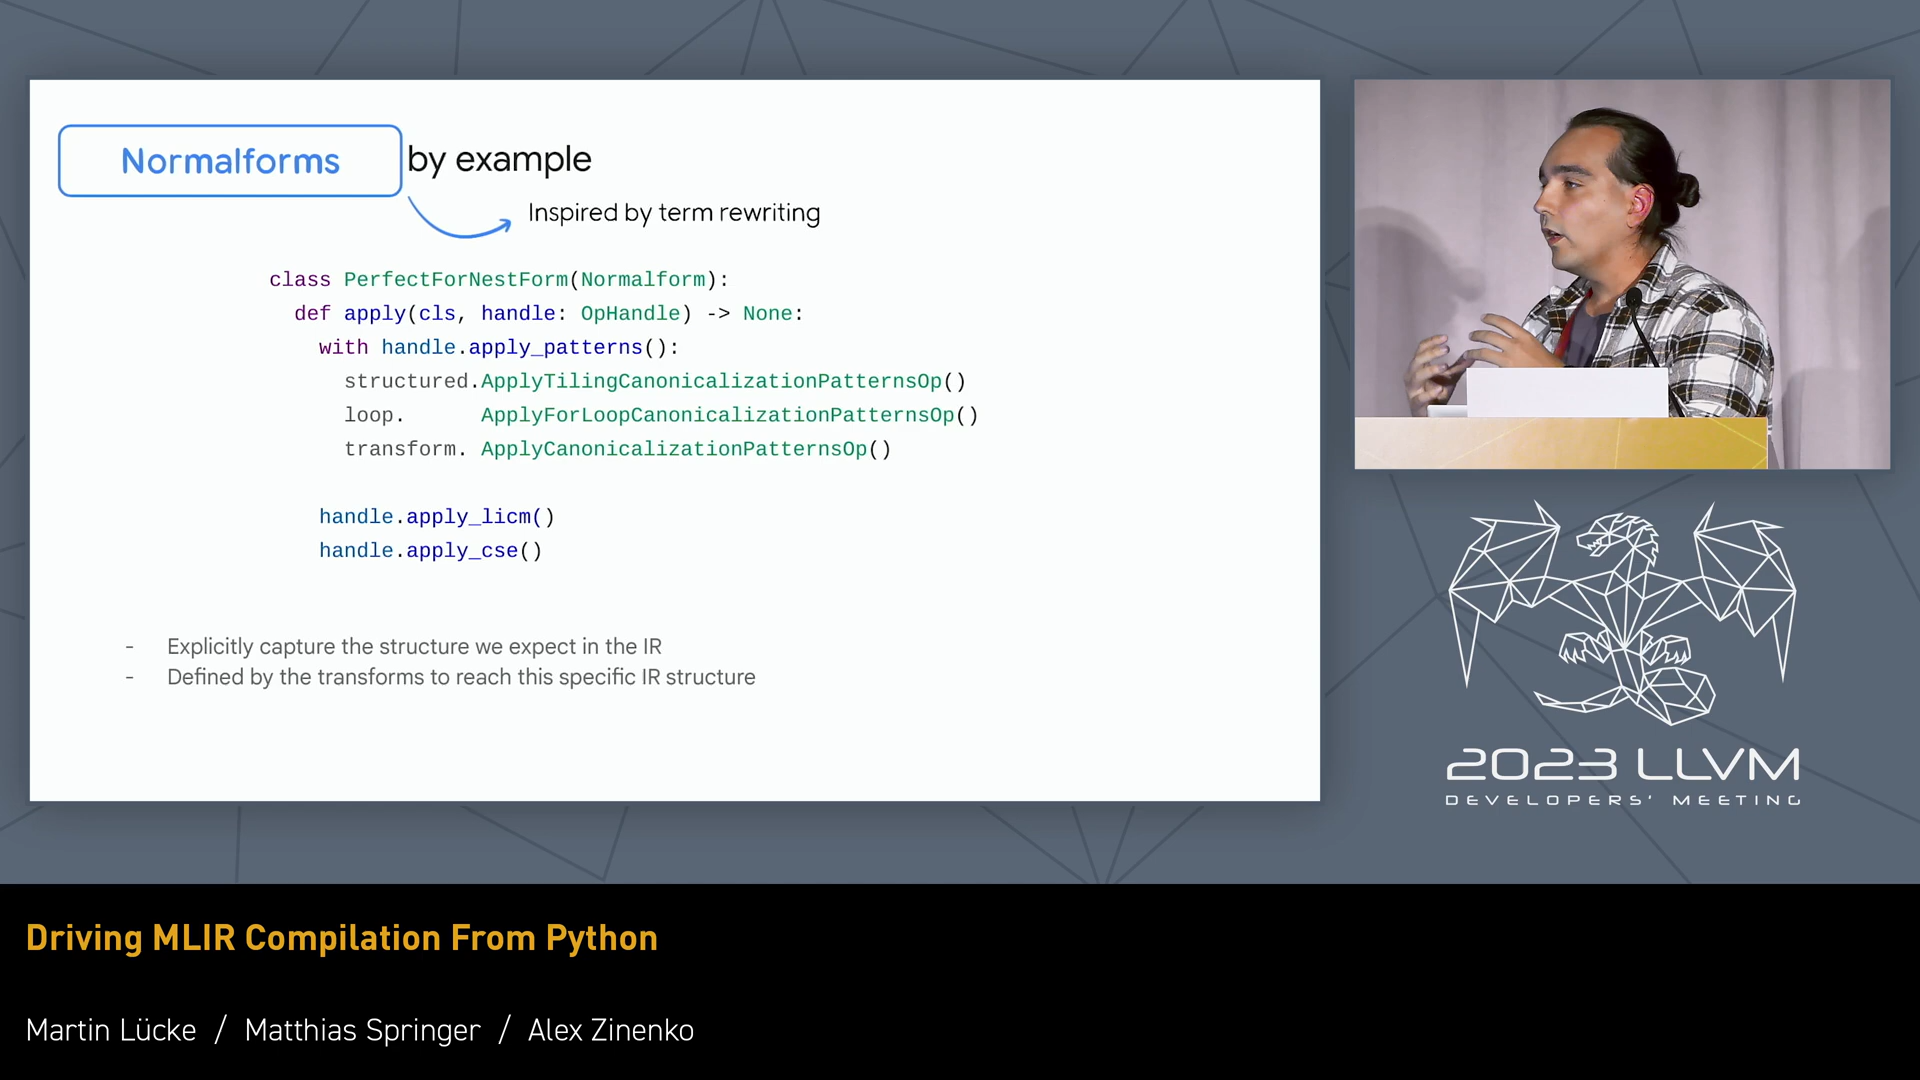 Normalforms by example
Inspired by term rewriting
class PerfectForNestForm(Normalform):
def apply(cls, handle: OpHandle) -> None:
with handle.apply_patterns():
structured.ApplyTilingCanonicalizationPatternsOp()
loop. ApplyForLoopCanonicalizationPatternsOp()
transform. ApplyCanonicalizationPatternsOp()
handle.apply_licm()
handle.apply_cse()
- Explicitly capture the structure we expect in the IR
- Defined by the transforms to reach this specific IR structure
2023 LLVM
DEVELOPERS' MEETING
Driving MLIR Compilation From Python
Martin Lücke / Matthias Springer / Alex Zinenko